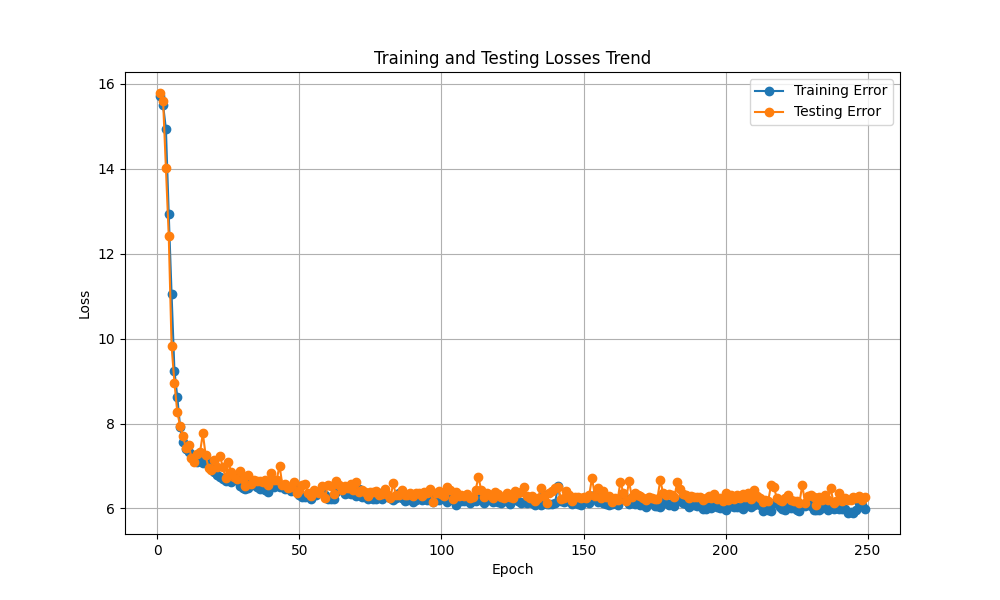 Training and Testing Losses Trend
Training Error
Testing Error
Loss
16
14
12
10
8
6
0
50
100
150
200
250
Epoch